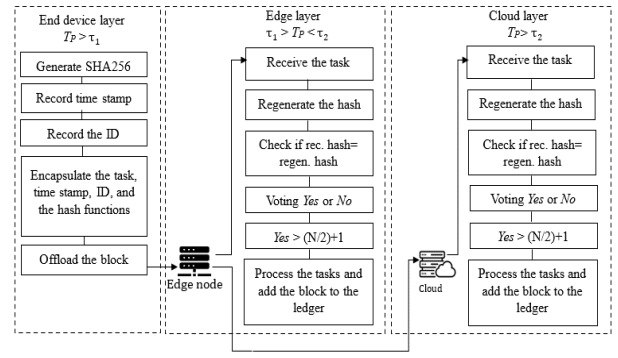 End device layer
TP > τ1
Generate SHA256
Record time stamp
Record the ID
Encapsulate the task,
time stamp, ID, and
the hash functions
Offload the block
Edge node
Edge layer
τ1 > TP < τ2
Receive the task
Regenerate the hash
Check if rec. hash=
regen. hash
Voting Yes or No
Yes > (N/2)+1
Process the tasks and
add the block to the
ledger
Cloud
Cloud layer
TP> τ2
Receive the task
Regenerate the hash
Check if rec. hash=
regen. hash
Voting Yes or No
Yes > (N/2)+1
Process the tasks and
add the block to the
ledger